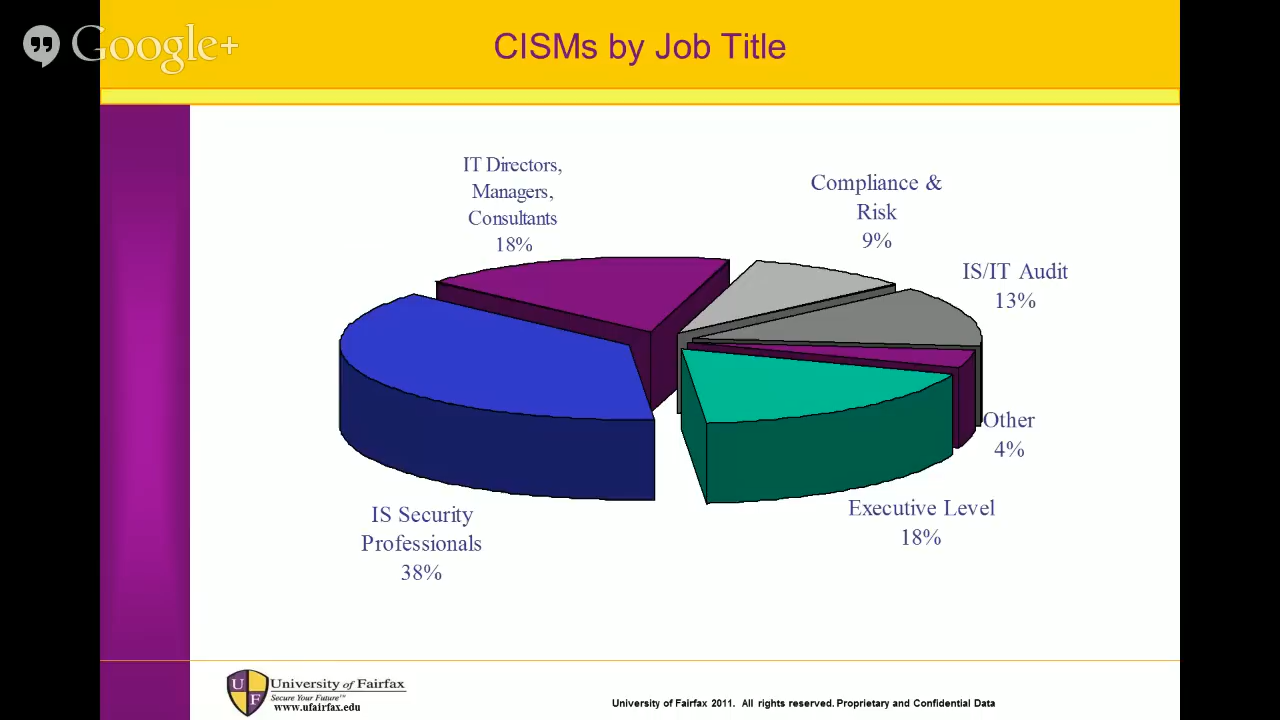 Google+
CISMs by Job Title
IT Directors,
Managers,
Consultants
18%
Compliance &
Risk
9%
IS/IT Audit
13%
Other
4%
Executive Level
18%
IS Security
Professionals
38%
U
F
University of Fairfax
Secure Your Future™
www.ufairfax.edu
University of Fairfax 2011. All rights reserved. Proprietary and Confidential Data